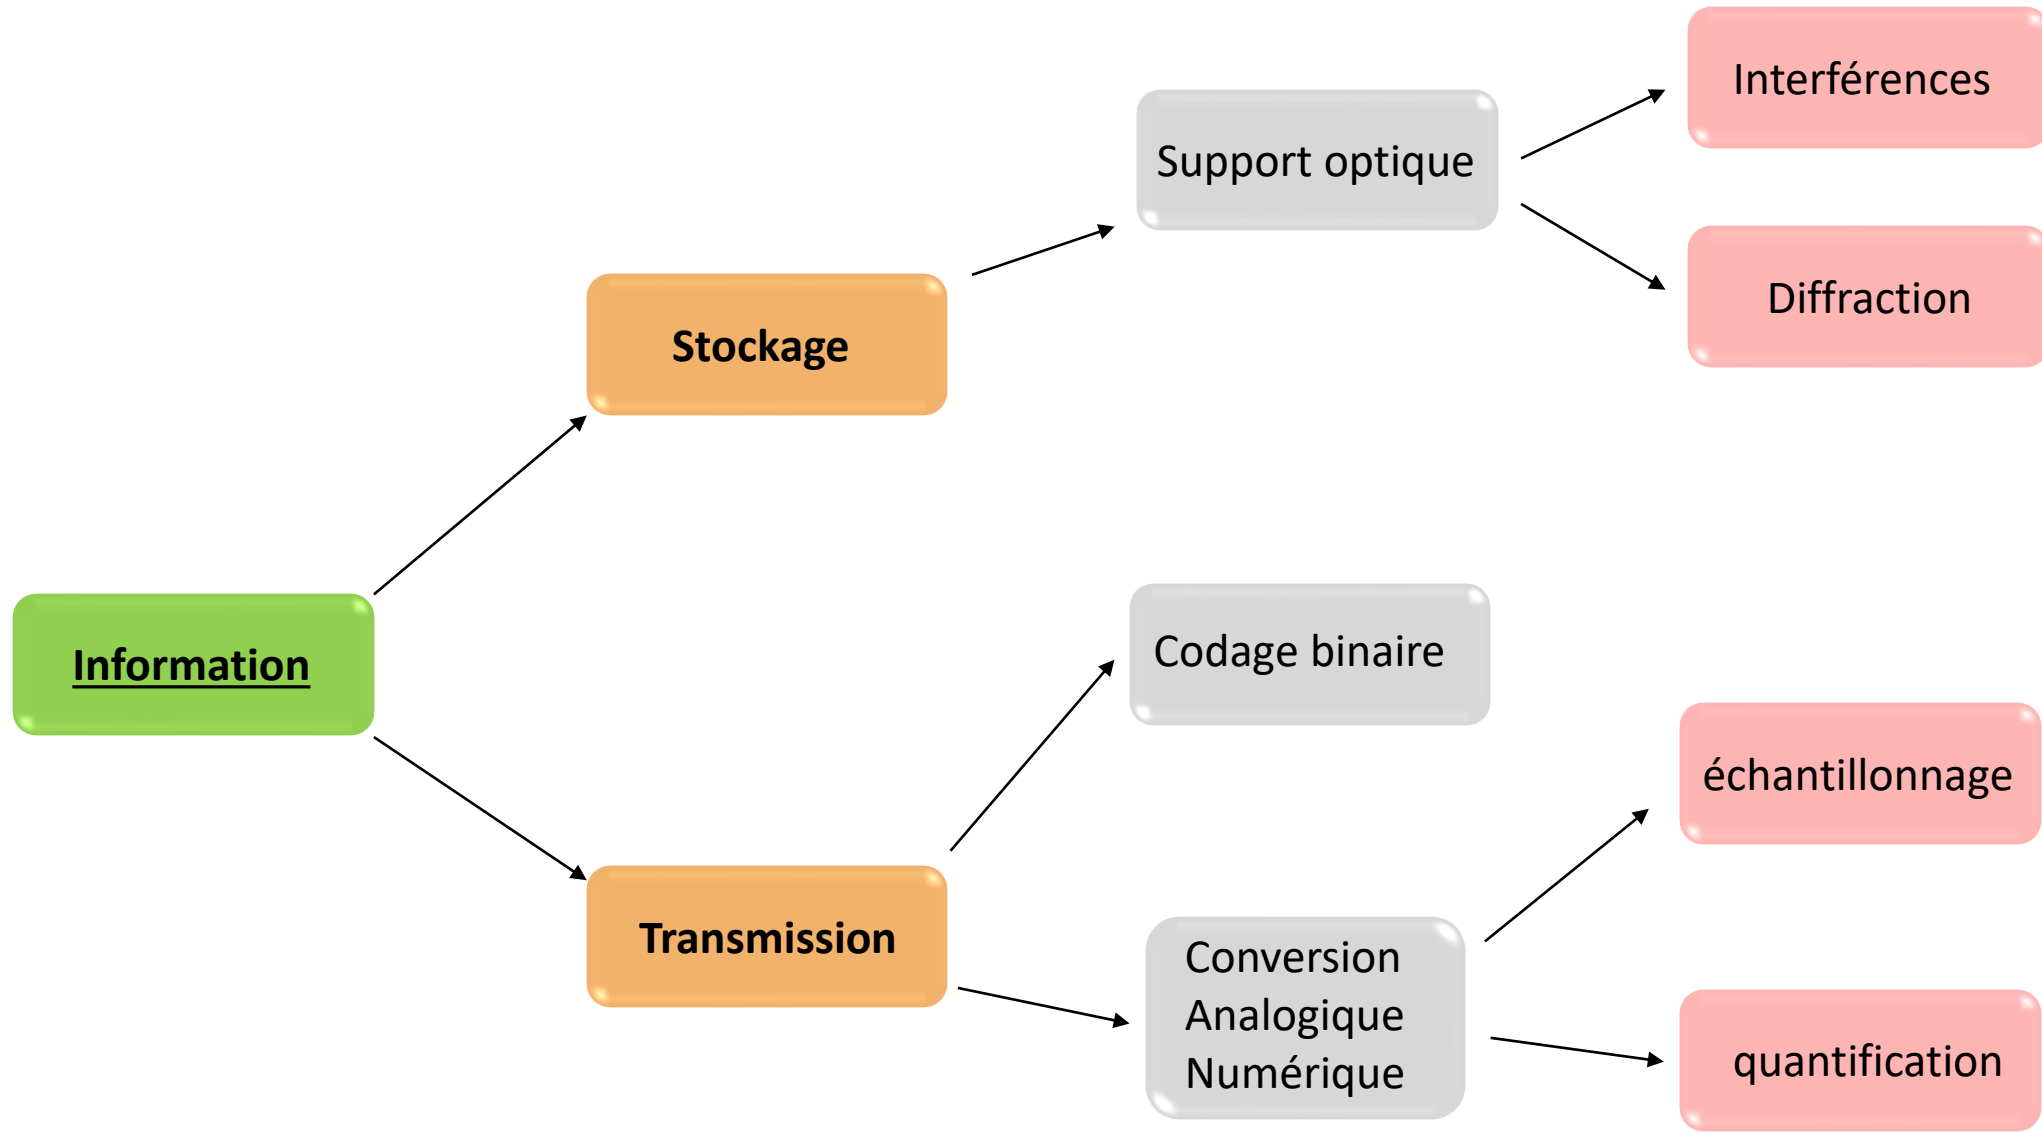 Interférences
Support optique
Diffraction
Stockage
Codage binaire
Information
échantillonnage
Transmission
Conversion
Analogique
Numérique
quantification